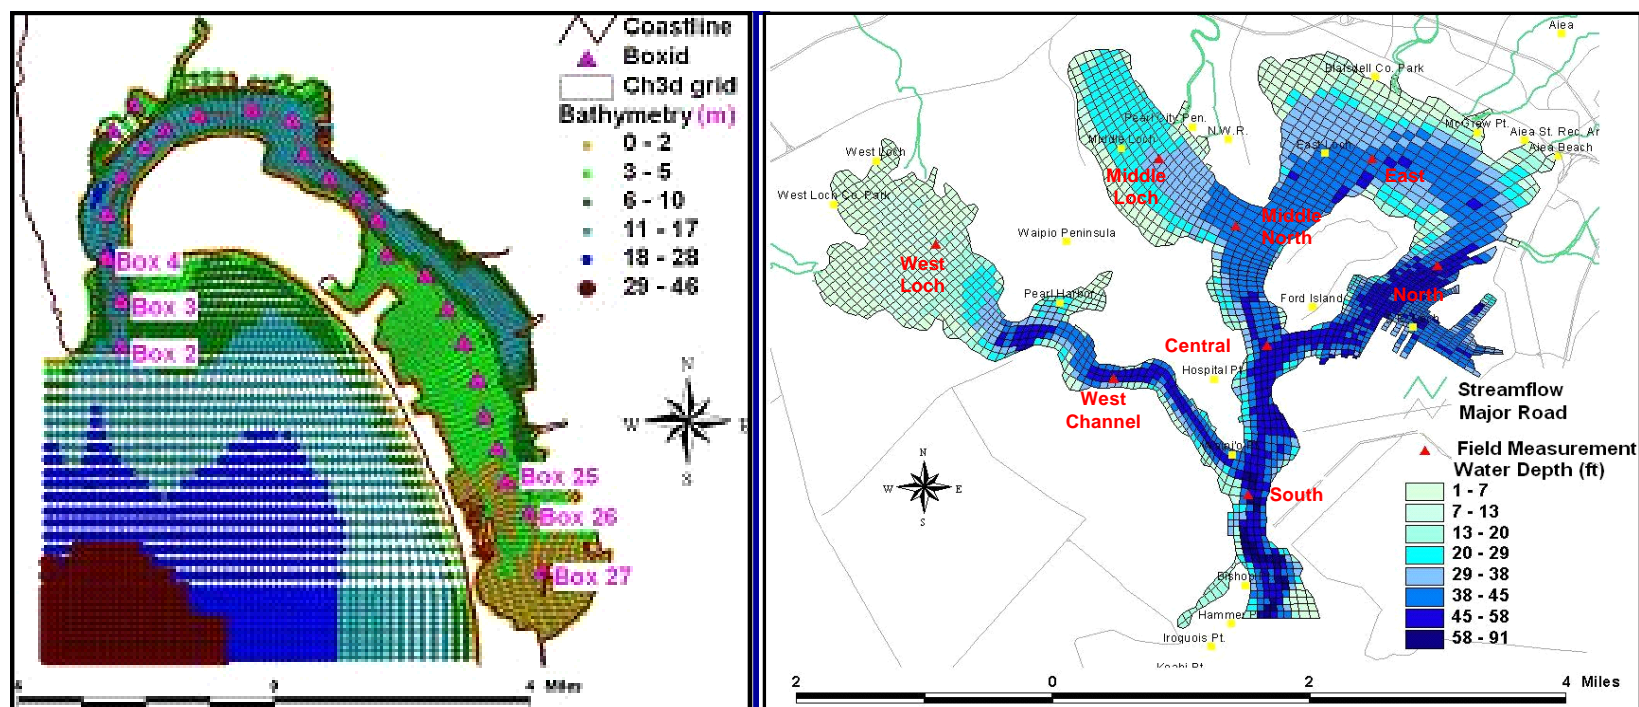 Coastline
Boxid
Ch3d grid
Bathymetry (m)
0 - 2
3 - 5
6 - 10
11 - 17
18 - 28
29 - 46
Box 4
Box 3
Box 2
Box 25
Box 26
Box 27
N
W
S
0
4 Miles
Aiea
Blaisdell Co. Park
Pearl City Pen.
McGrew Pt.
N.W.R.
Aiea St. Rec. Ar
Middle Loch
East Loch
Aiea Beach
West Loch
Middle
Loch
East
West Loch Co. Park
Middle
North
Waipio Peninsula
West
Loch
Pearl Harbor
Ford Island
North
Central
Hospital Pt.
West
Channel
South
Bishop
Hammer P
Iroquois Pt.
N
W
E
S
Streamflow
Major Road
Field Measurement
Water Depth (ft)
1 - 7
7 - 13
13 - 20
20 - 29
29 - 38
38 - 45
45 - 58
58 - 91
2
0
2
4 Miles